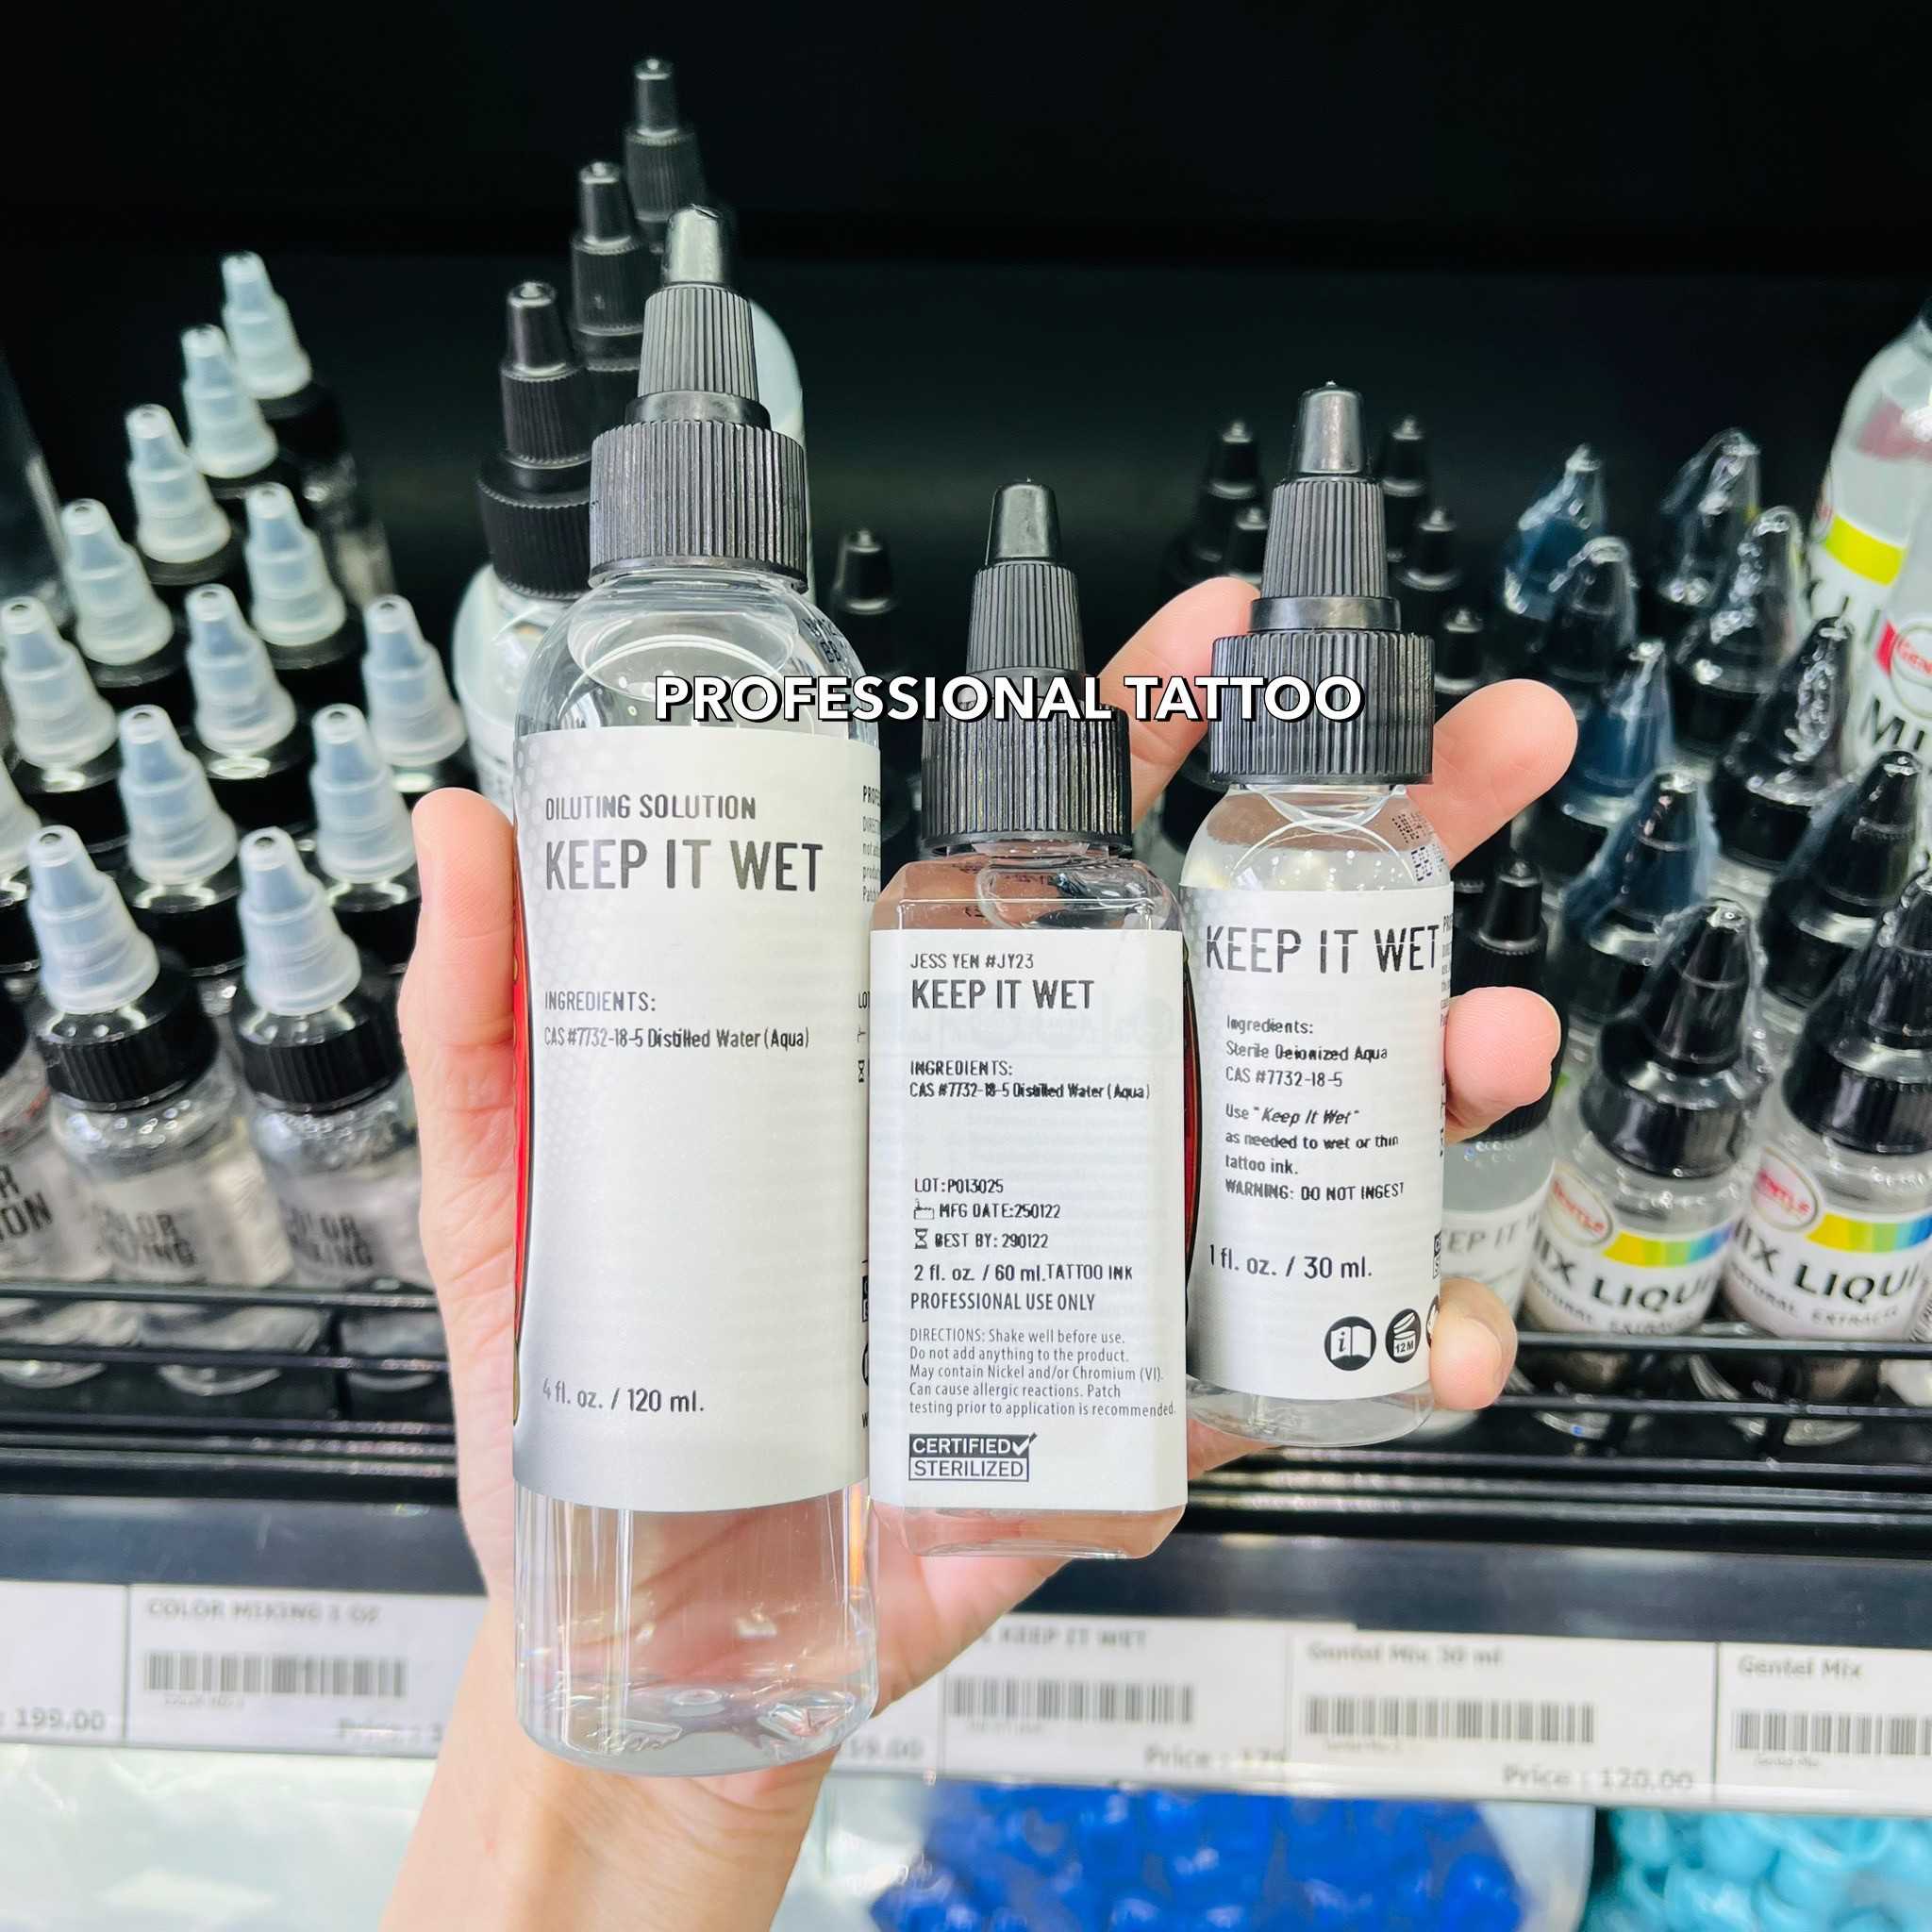 PROFESSIONAL TATTOO
DILUTING SOLUTION
KEEP IT WET
INGREDIENTS:
CAS #7732-18-5 Distilled Water (Aqua)
4 fl. oz. / 120 ml.
JESS YEN #JY23
KEEP IT WET
INGREDIENTS:
CAS #7732-18-5 Distilled Water (Aqua)
LOT:P013025
MFG DATE:250122
BEST BY: 290122
2 fl. oz. / 60 ml.TATTOO INK
PROFESSIONAL USE ONLY
DIRECTIONS: Shake well before use.
Do not add anything to the product.
May contain Nickel and/or Chromium (VI).
Can cause allergic reactions. Patch
testing prior to application is recommended.
CERTIFIED
STERILIZED
KEEP IT WET
Ingredients:
Sterile Deionized Aqua
CAS #7732-18-5
Use "Keep It Wet"
as needed to wet or thin
tattoo ink.
WARNING: DO NOT INGEST
1 fl. oz. / 30 ml.
12M
COLOR
MIXING
IX LIQUI
COLOR MIXING 1 OZ
199.00
KEEP IT WET
Price :
Gentel Mix 30 ml
Price : 120.00
Gentel Mix